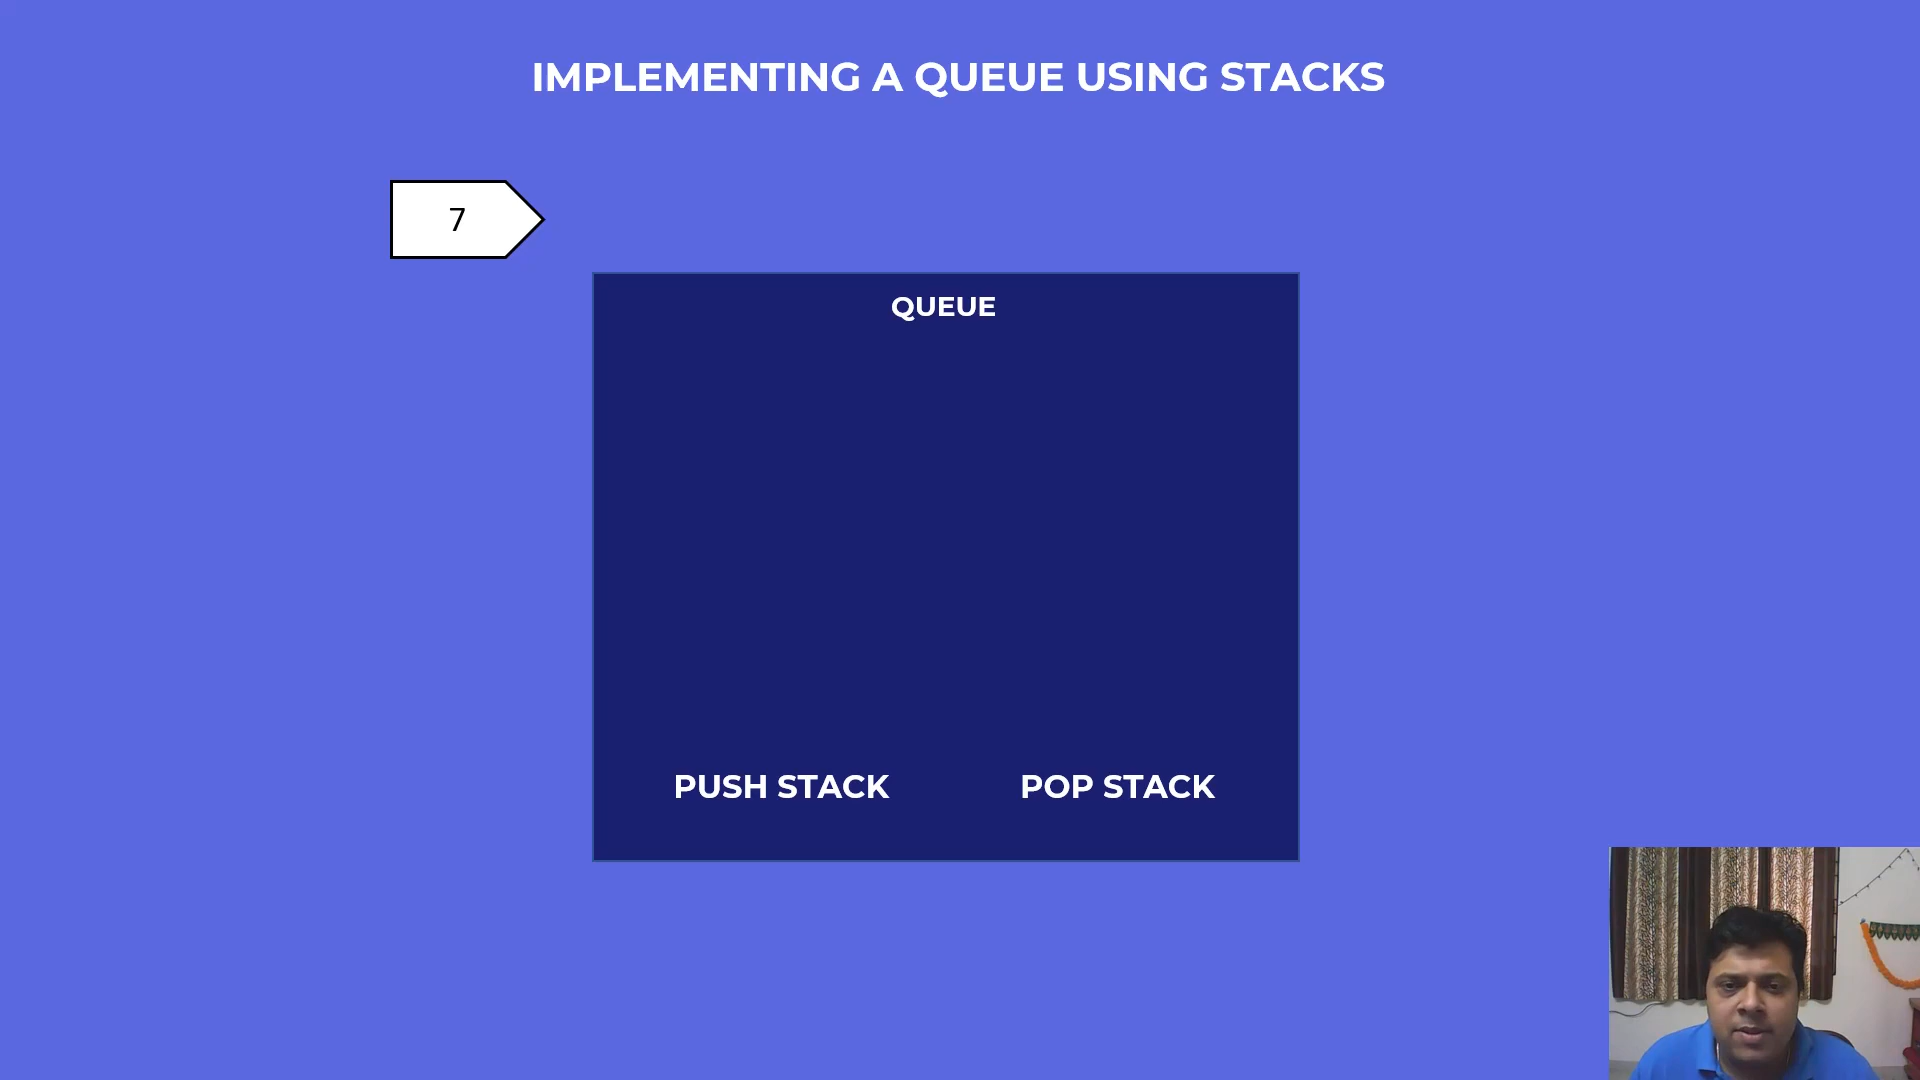 IMPLEMENTING A QUEUE USING STACKS
7
QUEUE
PUSH STACK POP STACK